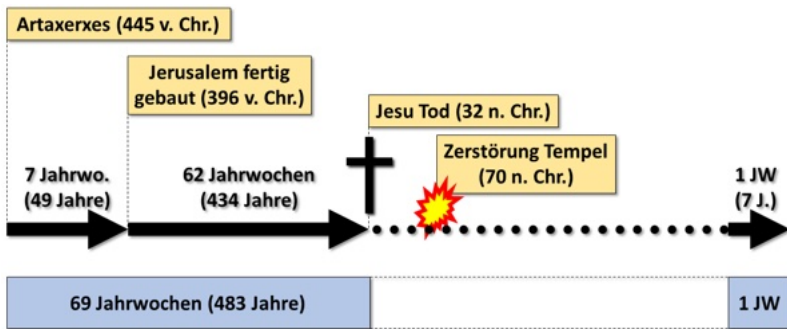 Artaxerxes (445 v. Chr.)
Jerusalem fertig
gebaut (396 v. Chr.)
Jesu Tod (32 n. Chr.)
Zerstörung Tempel
(70 n. Chr.)
7 Jahrwo.
(49 Jahre)
62 Jahrwochen
(434 Jahre)
1 JW
(7 J.)
69 Jahrwochen (483 Jahre)
1 JW